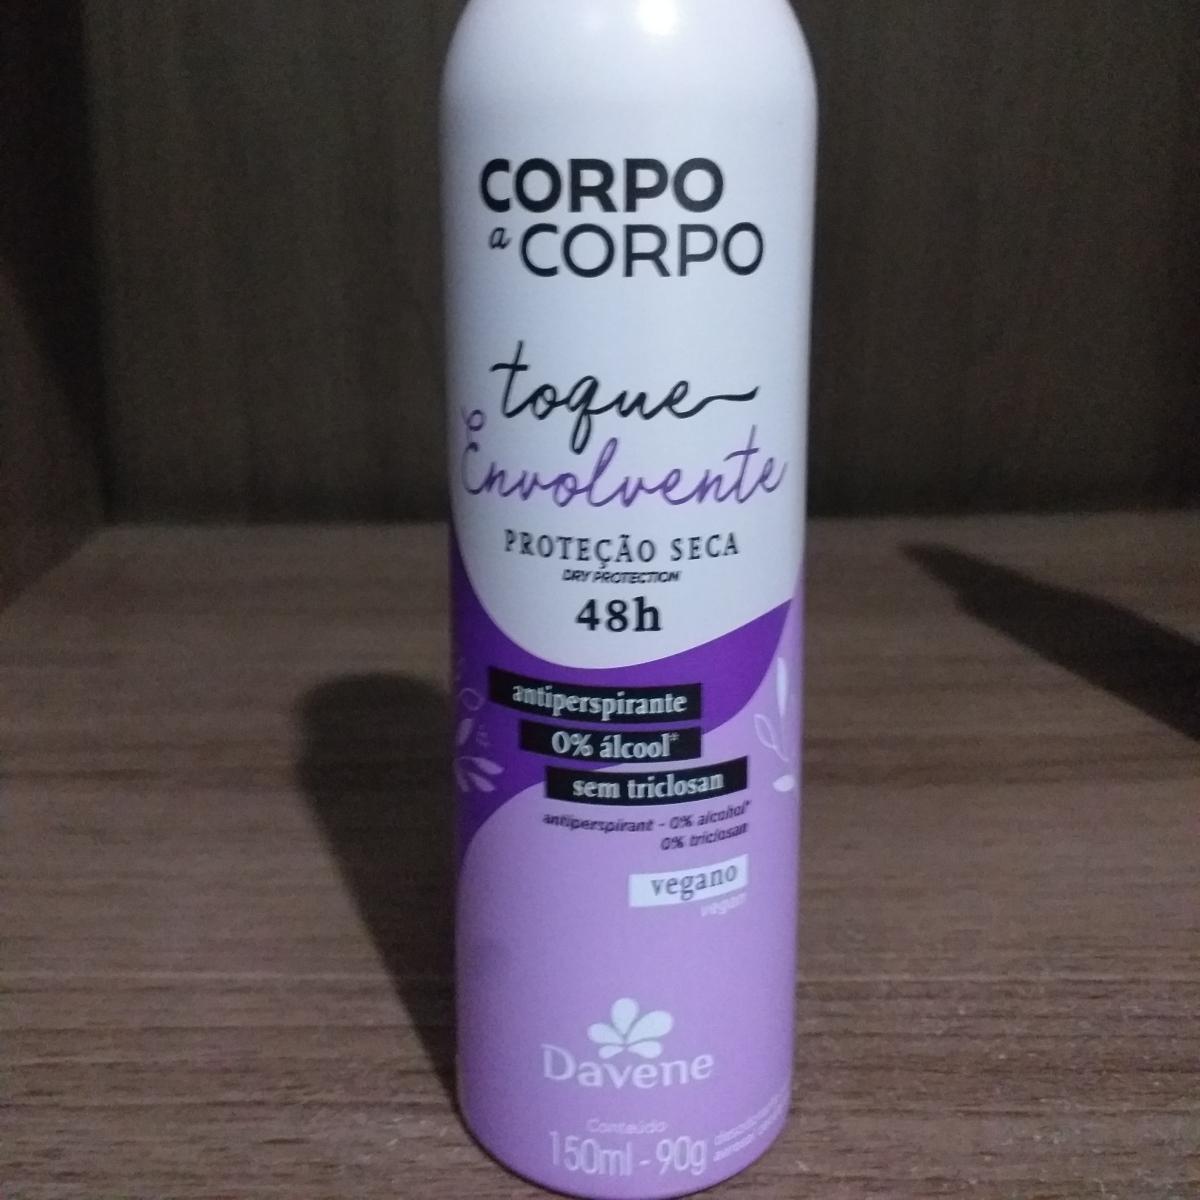 CORPO
a CORPO
toque
Envolvente
PROTEÇÃO SECA
DRY PROTECTION
48h
antiperspirante
0% álcool*
sem triclosan
antiperspirant - 0% alcohol*
0% triclosan
vegano
vegan
Davene
Conteúdo
150ml - 90g